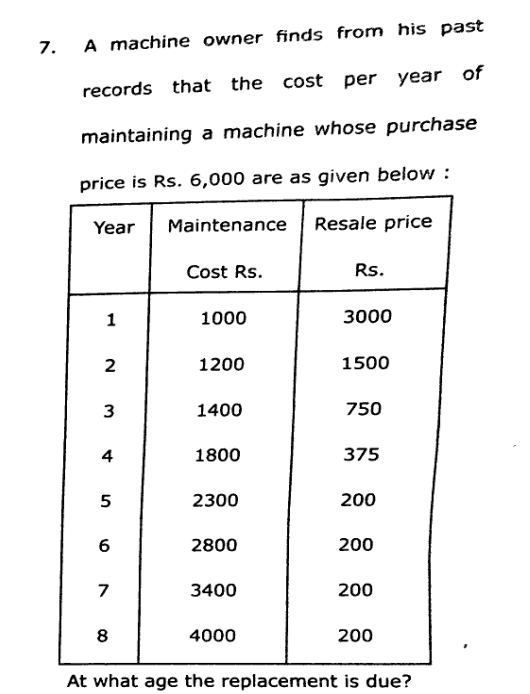 7. A machine owner finds from his past
records that the cost per year of
maintaining a machine whose purchase
price is Rs. 6,000 are as given below :
Year Maintenance Resale price
Cost Rs. Rs.
1 1000 3000
2 1200 1500
3 1400 750
4 1800 375
5 2300 200
6 2800 200
7 3400 200
8 4000 200
At what age the replacement is due?